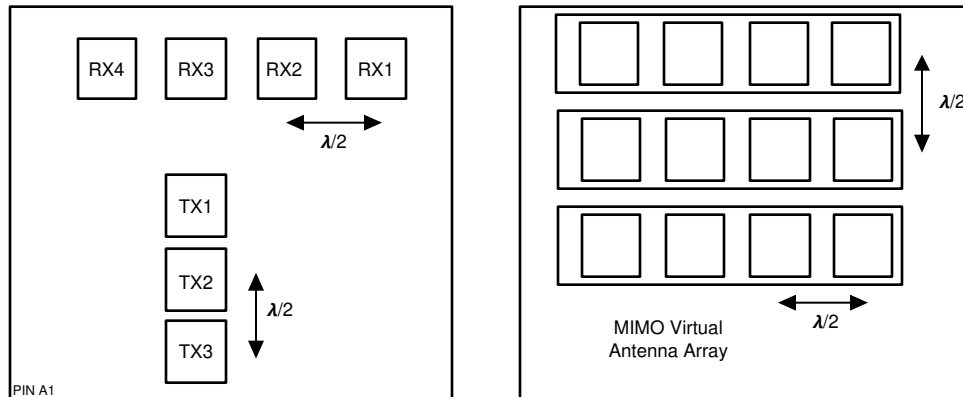 RX4 RX3 RX2 RX1
λ/2
TX1
TX2
λ/2
TX3
PIN A1
λ/2
λ/2
MIMO Virtual
Antenna Array